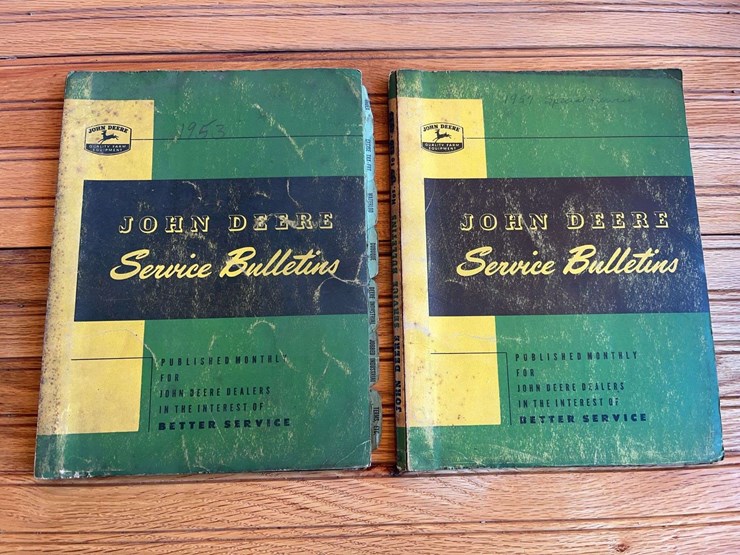 JOHN DEERE
QUALITY FARM
EQUIPMENT
1953
JOHN DEERE
Service Bulletins
PUBLISHED MONTHLY
FOR
JOHN DEERE DEALERS
IN THE INTEREST OF
BETTER SERVICE
WATERLOO
DUBUQUE
JOHN DEERE
QUALITY FARM
EQUIPMENT
JOHN DEERE
Service Bulletins
PUBLISHED MONTHLY
FOR
JOHN DEERE DEALERS
IN THE INTEREST OF
BETTER SERVICE
JOHN DEERE SERVICE BULLETINS